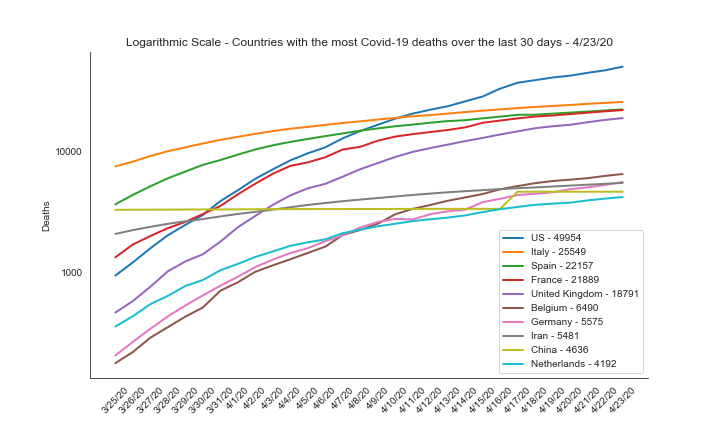 Logarithmic Scale - Countries with the most Covid-19 deaths over the last 30 days - 4/23/20
Deaths
10000
1000
US - 49954
Italy - 25549
Spain - 22157
France - 21889
United Kingdom - 18791
Belgium - 6490
Germany - 5575
Iran - 5481
China - 4636
Netherlands - 4192
3/25/20
3/26/20
3/27/20
3/28/20
3/29/20
3/30/20
3/31/20
4/1/20
4/2/20
4/3/20
4/4/20
4/5/20
4/6/20
4/7/20
4/8/20
4/9/20
4/10/20
4/11/20
4/12/20
4/13/20
4/14/20
4/15/20
4/16/20
4/17/20
4/18/20
4/19/20
4/20/20
4/21/20
4/22/20
4/23/20